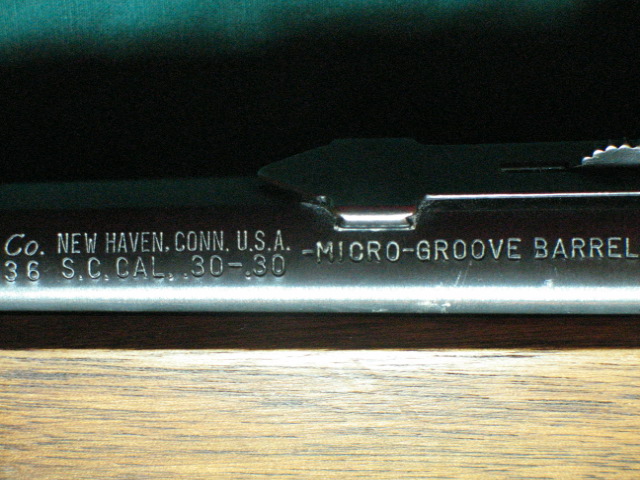 Co. NEW HAVEN, CONN. U.S.A. -MICRO-GROOVE BARREL
36 S.C. CAL. .30-.30